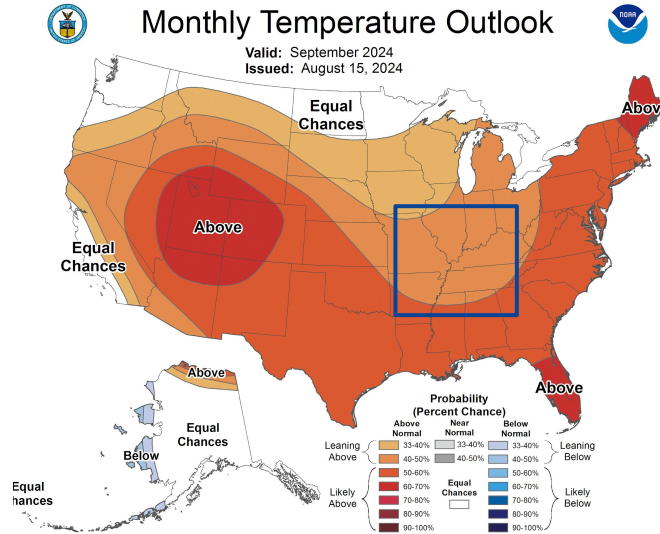 Monthly Temperature Outlook
NOAA
Valid: September 2024
Issued: August 15, 2024
Equal
Chances
Abov
Above
Equal
Chances
Above
Above
Equal
Chances
Below
Equal
hances
Probability
(Percent Chance)
Above
Normal
Near
Normal
Below
Normal
Leaning
Above
33-40%
33-40%
33-40%
Leaning
Below
40-50%
40-50%
40-50%
Likely
Above
50-60%
60-70%
70-80%
80-90%
90-100%
Equal
Chances
50-60%
60-70%
70-80%
80-90%
90-100%
Likely
Below